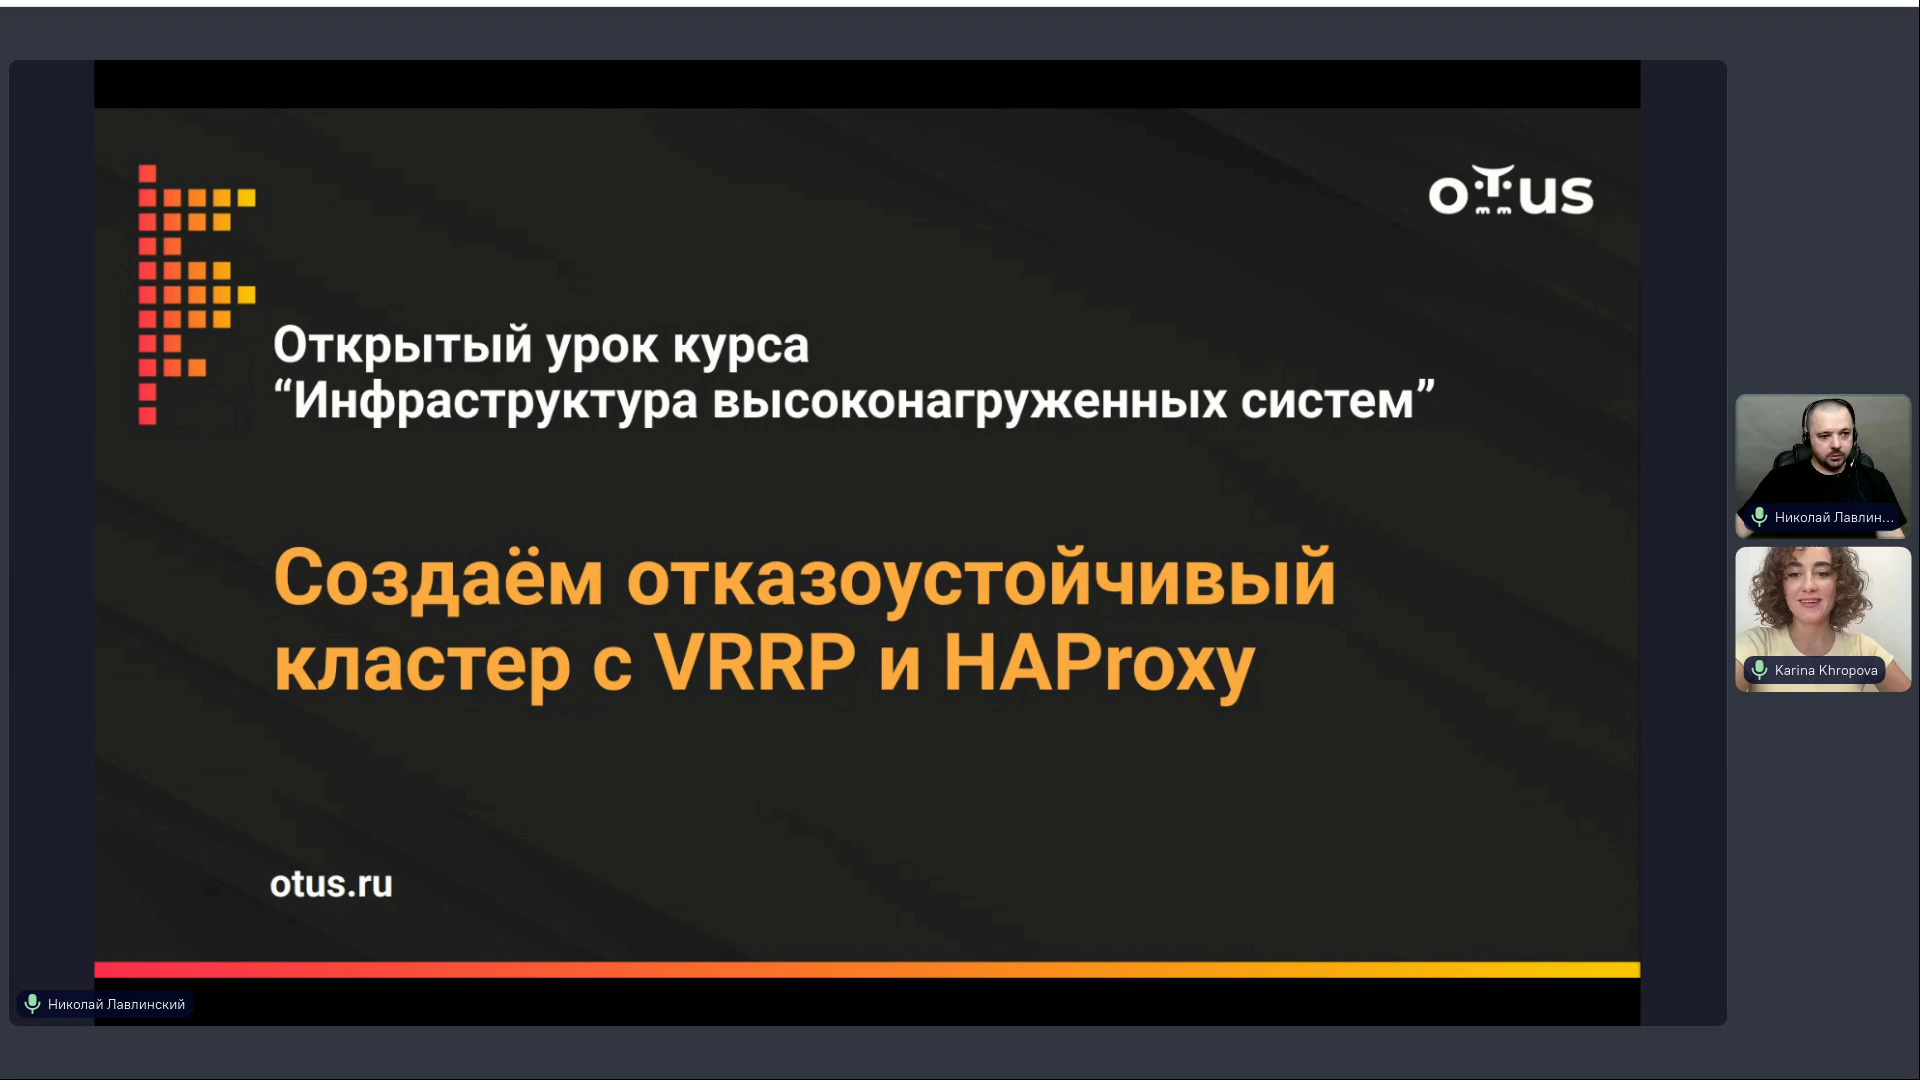 otus
Открытый урок курса
“Инфраструктура высоконагруженных систем”
Создаём отказоустойчивый
кластер с VRRP и HAProxy
otus.ru
Николай Лавлинский
Николай Лавлин...
Karina Khropova